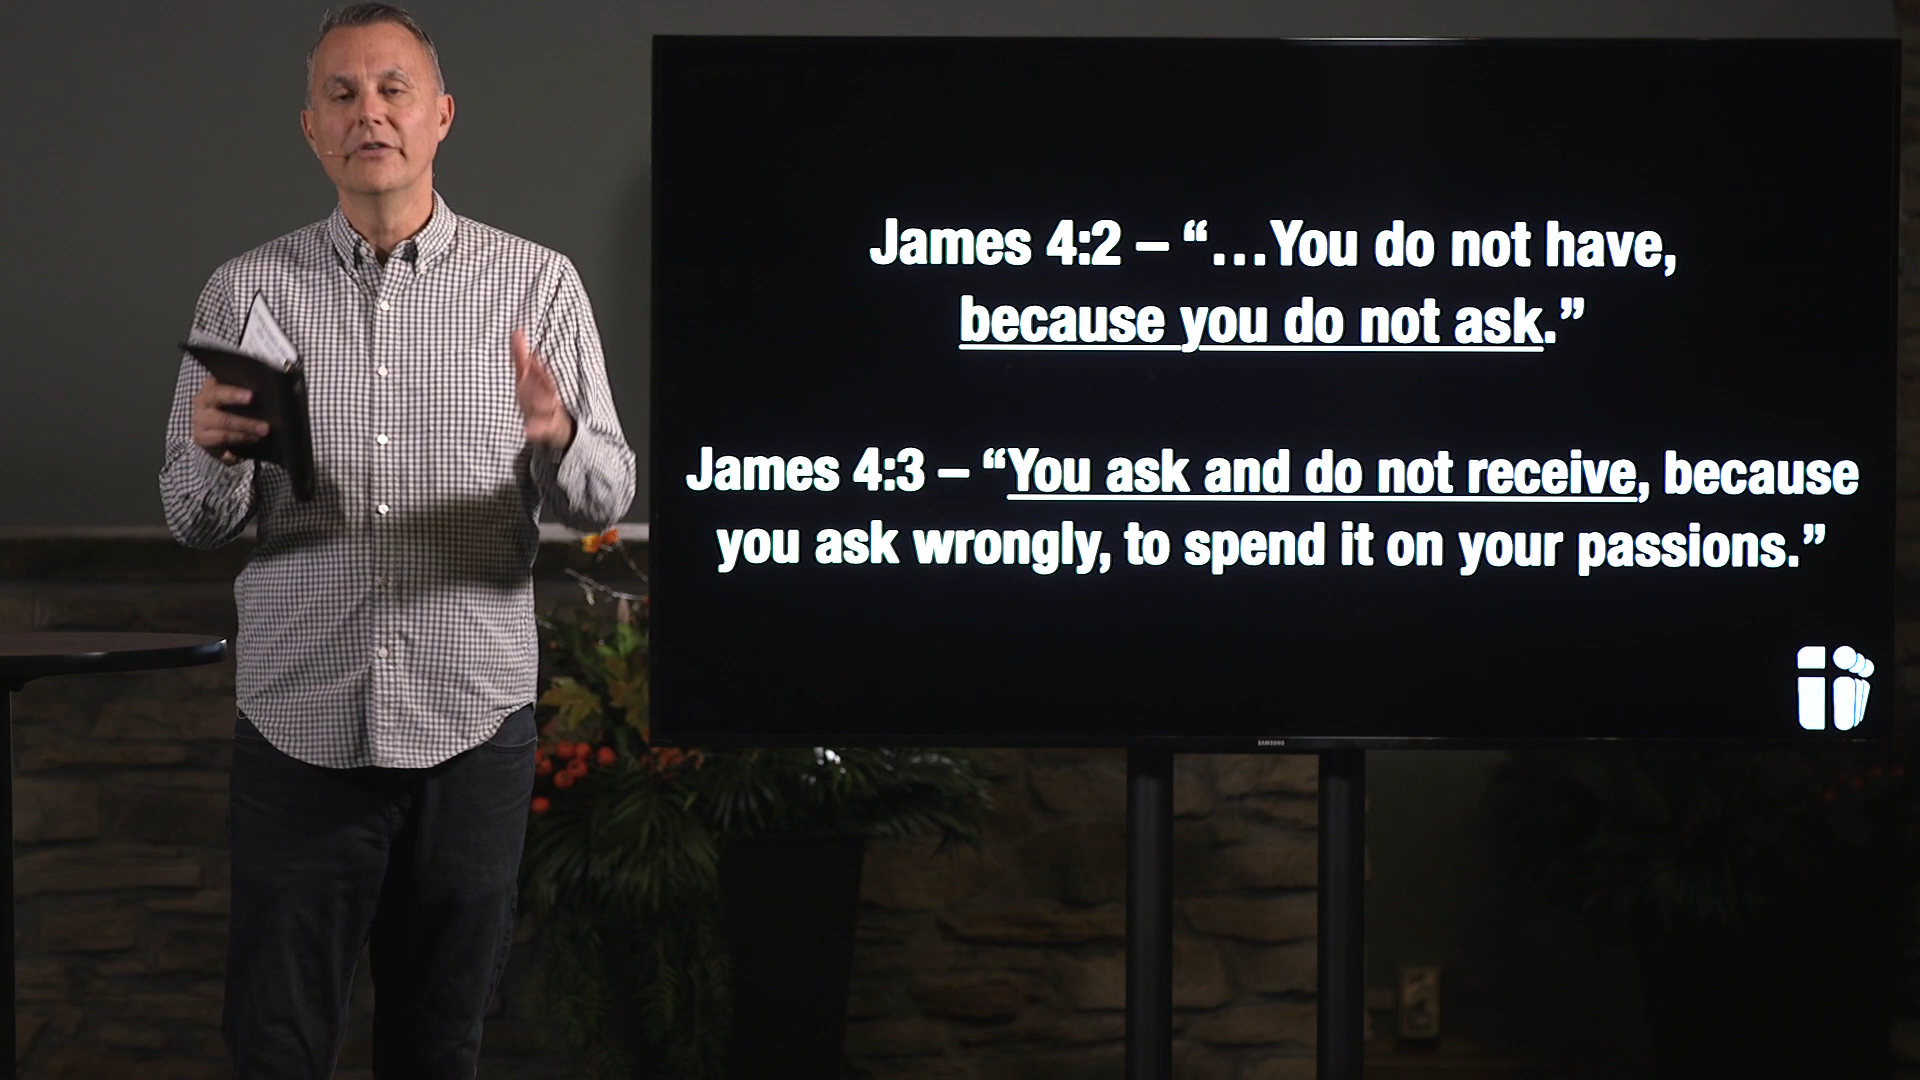 James 4:2 – “…You do not have,
because you do not ask.”
James 4:3 – “You ask and do not receive, because
you ask wrongly, to spend it on your passions.”
SAMSUNG